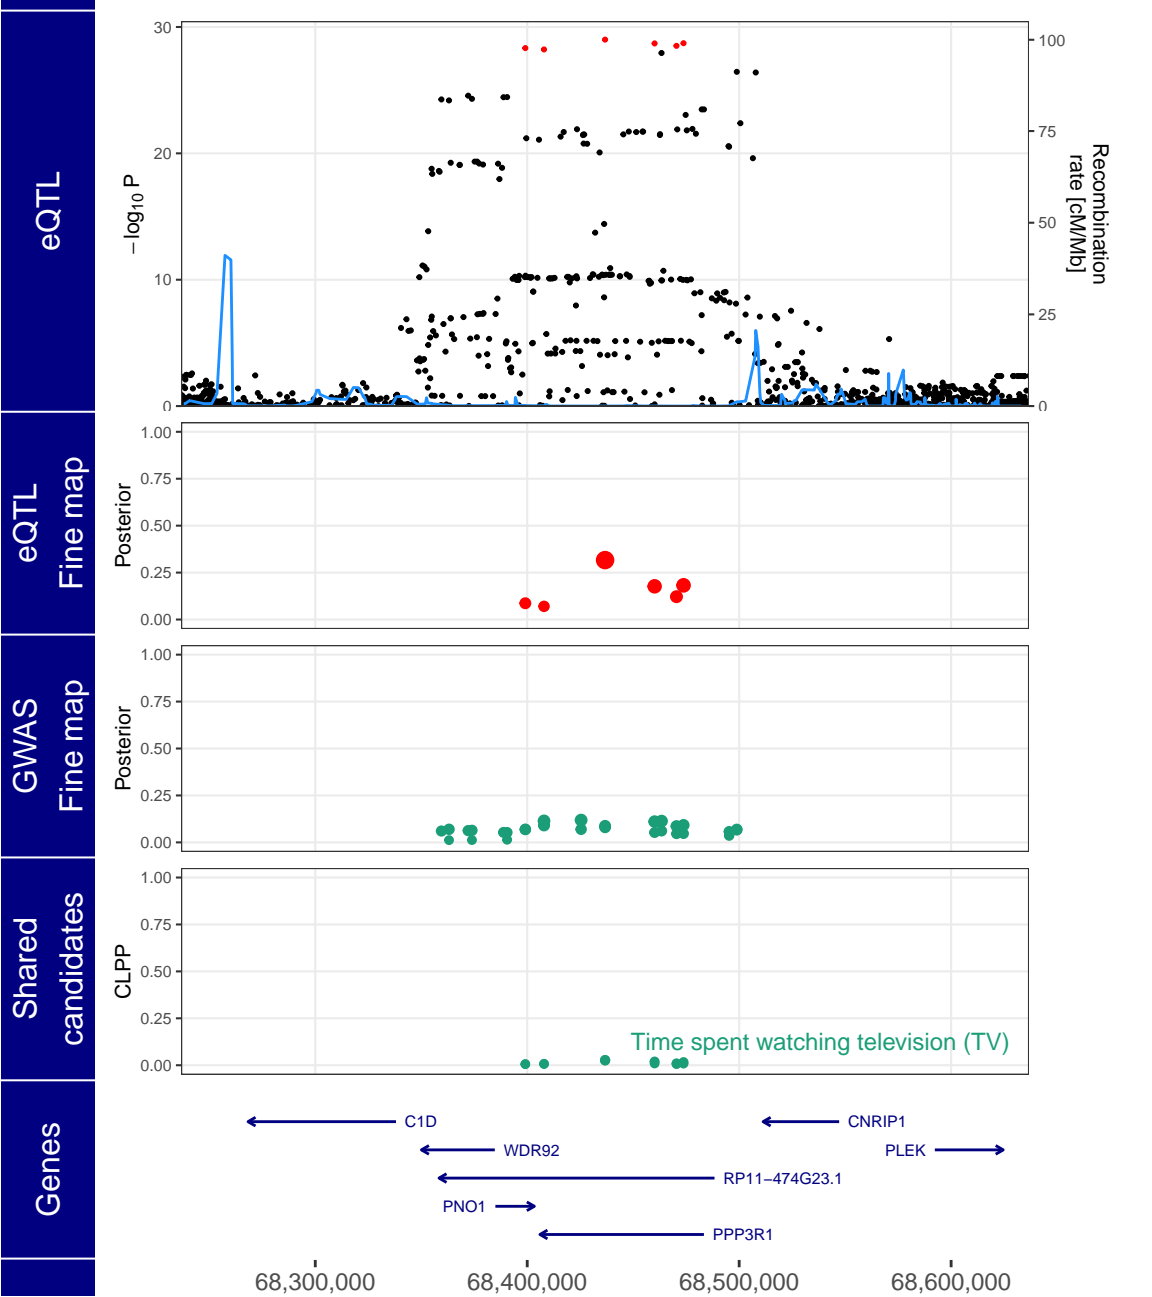 eQTL
−log10 P
30
20
10
0
100
75
50
25
0
Recombination
rate [cM/Mb]
eQTL
Fine map
Posterior
1.00
0.75
0.50
0.25
0.00
GWAS
Fine map
Posterior
1.00
0.75
0.50
0.25
0.00
Shared
candidates
CLPP
1.00
0.75
0.50
0.25
0.00
Time spent watching television (TV)
Genes
C1D
CNRIP1
WDR92
PLEK
RP11−474G23.1
PNO1
PPP3R1
68,300,000
68,400,000
68,500,000
68,600,000